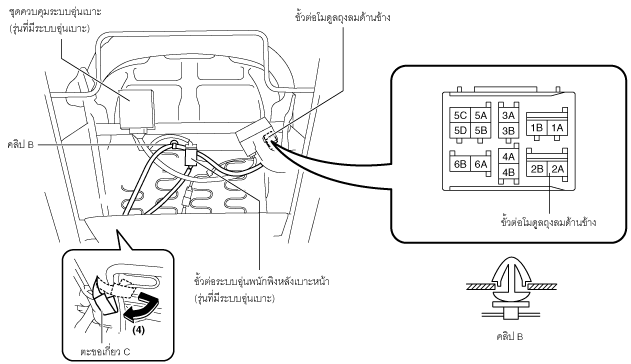 ชุดควบคุมระบบอุ่นเบาะ
(รุ่นที่มีระบบอุ่นเบาะ)
ขั้วต่อโมดูลถุงลมด้านข้าง
คลิป B
5C 5A 3A
5D 5B 3B 1B 1A
6B 6A 4A
4B 2B 2A
ขั้วต่อโมดูลถุงลมด้านข้าง
ขั้วต่อระบบอุ่นพนักพิงหลังเบาะหน้า
(รุ่นที่มีระบบอุ่นเบาะ)
(4)
ตะขอเกี่ยว C
คลิป B